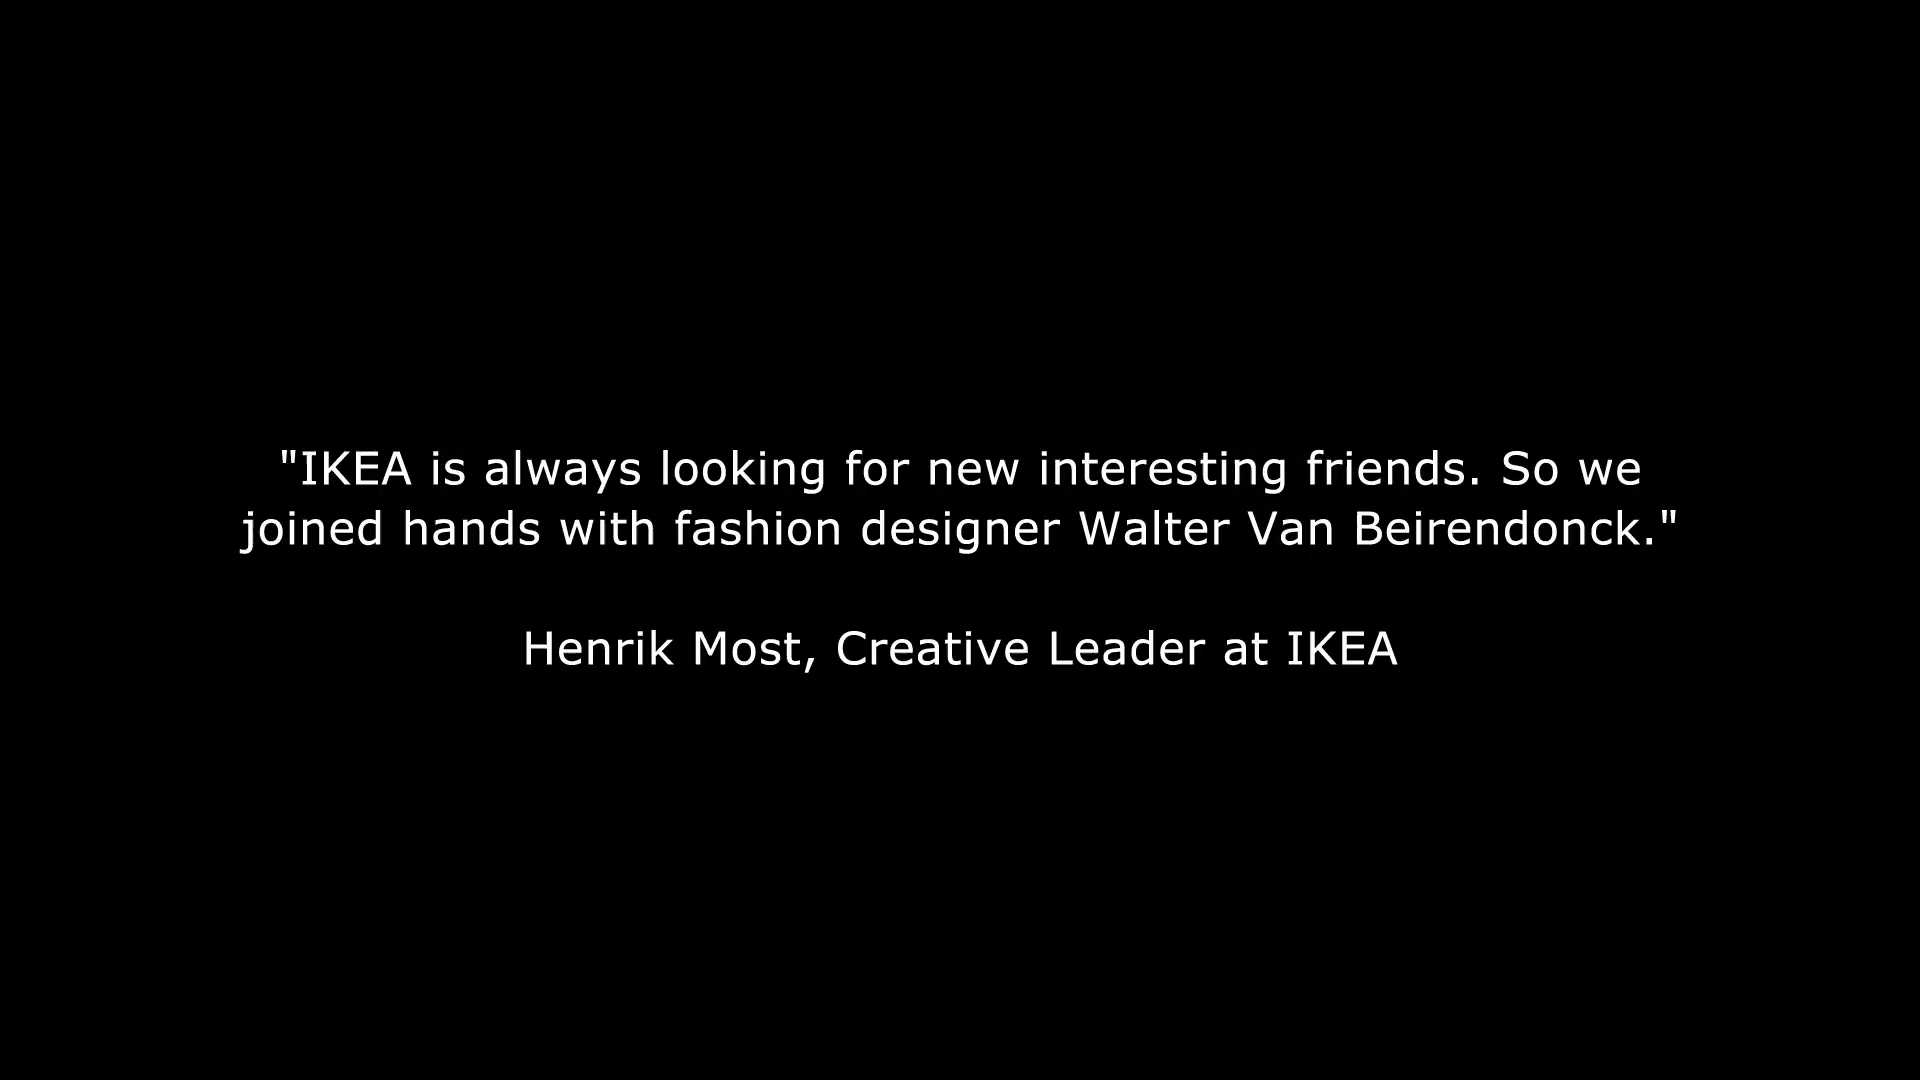 "IKEA is always looking for new interesting friends. So we
joined hands with fashion designer Walter Van Beirendonck."
Henrik Most, Creative Leader at IKEA